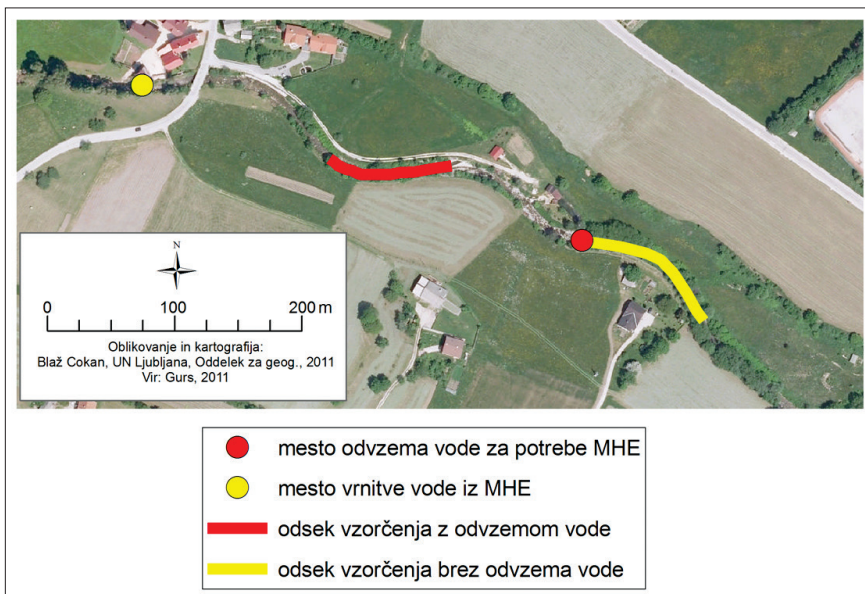 N
0 100 200 m
Oblikovanje in kartografija:
Blaž Cokan, UN Ljubljana, Oddelek za geog., 2011
Vir: Gurs, 2011
mesto odvzema vode za potrebe MHE
mesto vrnitve vode iz MHE
odsek vzorčenja z odvzemom vode
odsek vzorčenja brez odvzema vode